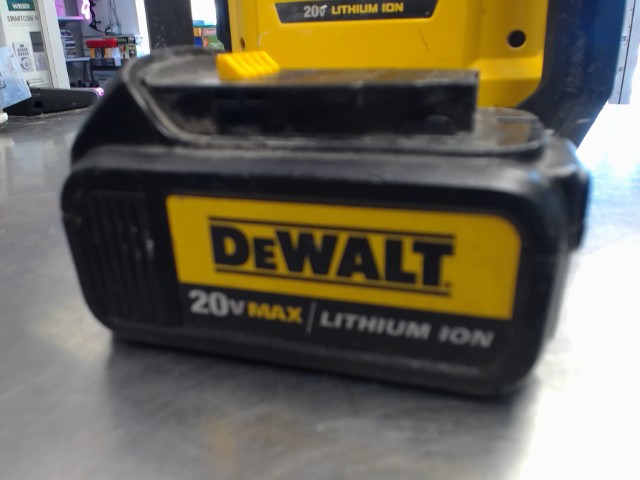 20V LITHIUM ION
DEWALT
20V MAX | LITHIUM ION